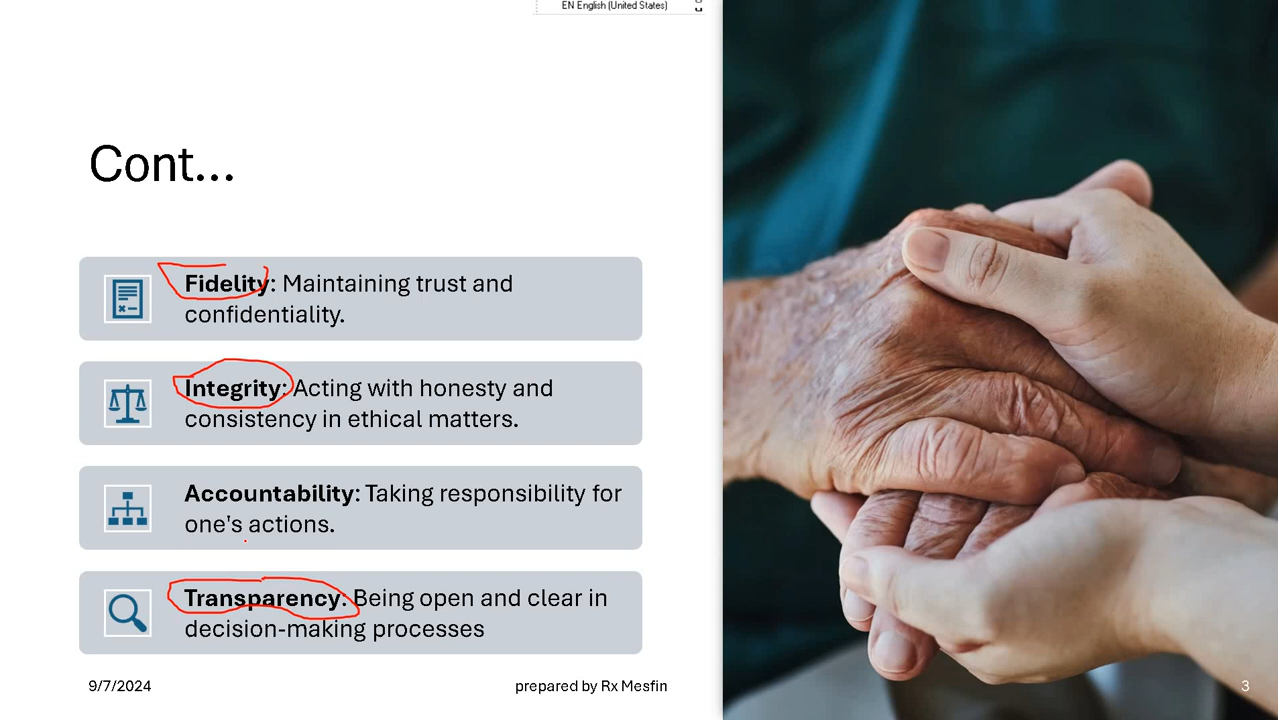 EN English (United States)
Cont...
Fidelity: Maintaining trust and
confidentiality.
Integrity: Acting with honesty and
consistency in ethical matters.
Accountability: Taking responsibility for
one's actions.
Transparency: Being open and clear in
decision-making processes
9/7/2024
prepared by Rx Mesfin
3